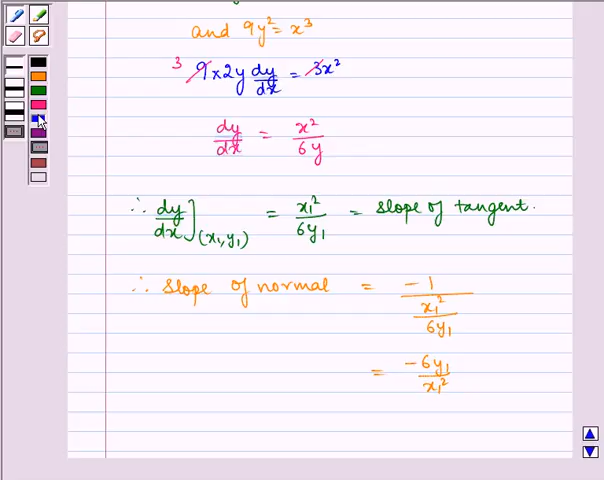 and 9y² = x³
3 9×2y dy/dx = 3x²
dy/dx = x²/6y
∴ dy/dx](x₁,y₁) = x₁²/6y₁ = slope of tangent.
∴ slope of normal = -1/(x₁²/6y₁)
= -6y₁/x₁²